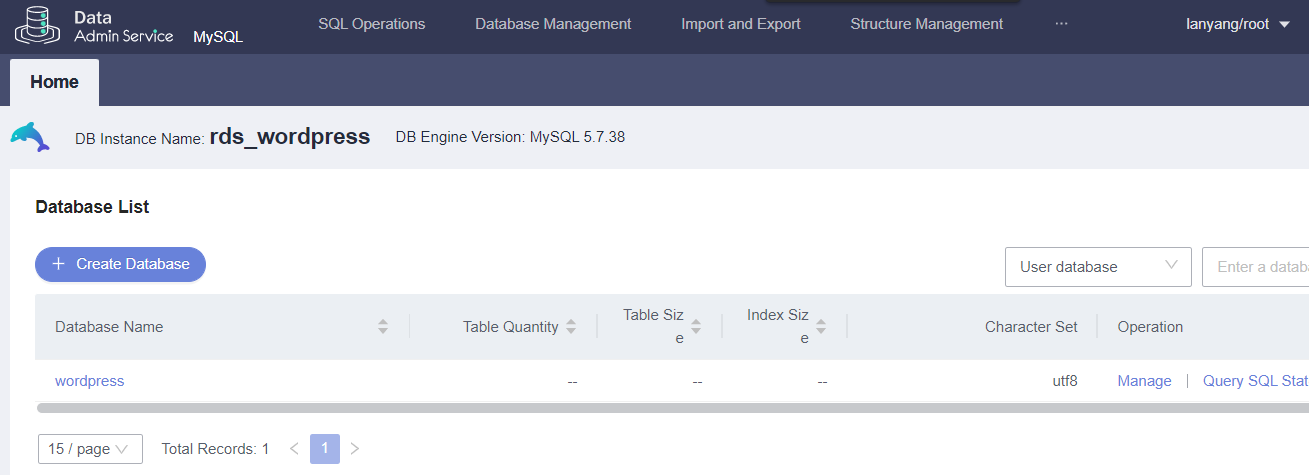 Data
Admin Service MySQL SQL Operations Database Management Import and Export Structure Management ... lanyang/root
Home
DB Instance Name: rds_wordpress DB Engine Version: MySQL 5.7.38
Database List
+ Create Database User database Enter a datab
Database Name Table Quantity Table Siz
e Index Siz
e Character Set Operation
wordpress -- -- -- utf8 Manage | Query SQL Stat
15 / page Total Records: 1 < 1 >